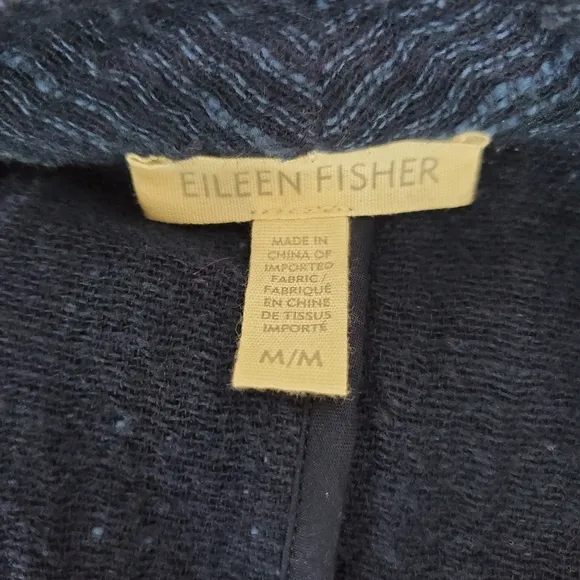 EILEEN FISHER
MADE IN
CHINA OF
IMPORTED
FABRIC /
FABRIQUÉ
EN CHINE
DE TISSUS
IMPORTÉ
M/M